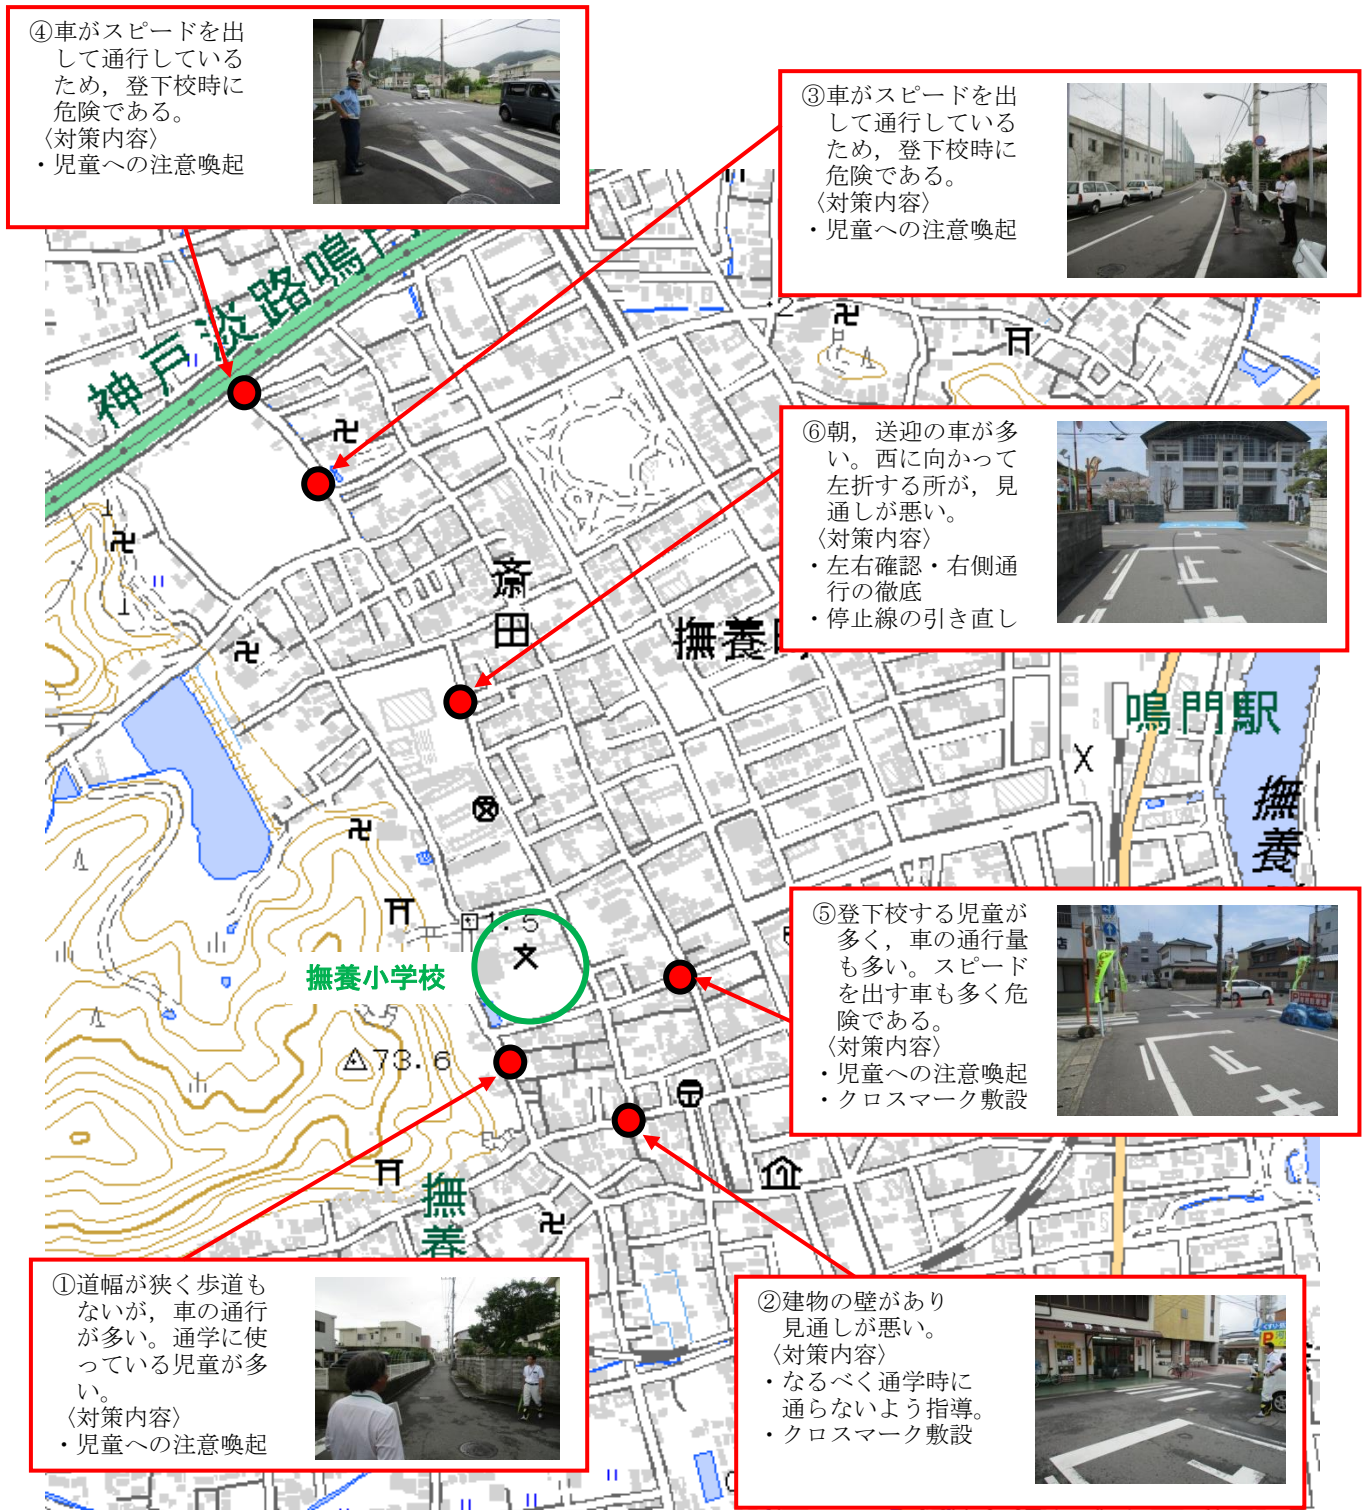 ④車がスピードを出
して通行している
ため，登下校時に
危険である。
〈対策内容〉
・児童への注意喚起
③車がスピードを出
して通行している
ため，登下校時に
危険である。
〈対策内容〉
・児童への注意喚起
神戸淡路鳴門
⑥朝，送迎の車が多
い。西に向かって
左折する所が，見
通しが悪い。
〈対策内容〉
・左右確認・右側通
行の徹底
・停止線の引き直し
斎田
撫養町
鳴門駅
撫養
1.5
文
撫養小学校
73.6
⑤登下校する児童が
多く，車の通行量
も多い。スピード
を出す車も多く危
険である。
〈対策内容〉
・児童への注意喚起
・クロスマーク敷設
撫養
①道幅が狭く歩道も
ないが，車の通行
が多い。通学に使
っている児童が多
い。
〈対策内容〉
・児童への注意喚起
②建物の壁があり
見通しが悪い。
〈対策内容〉
・なるべく通学時に
通らないよう指導。
・クロスマーク敷設
止
止
P